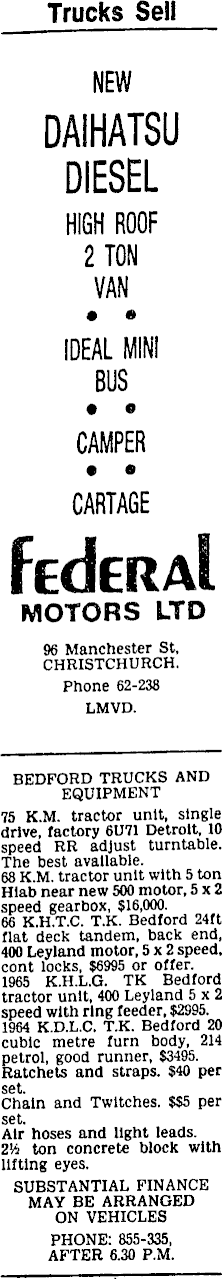 Trucks Sell
NEW
DAIHATSU
DIESEL
HIGH ROOF
2 TON
VAN
• •
IDEAL MINI
BUS
• •
CAMPER
• •
CARTAGE
Federal
MOTORS LTD
96 Manchester St,
CHRISTCHURCH.
Phone 62-238
LMVD.
BEDFORD TRUCKS AND
EQUIPMENT
75 K.M. tractor unit, single
drive, factory 6U71 Detroit, 10
speed RR adjust turntable.
The best available.
68 K.M. tractor unit with 5 ton
Hiab near new 500 motor, 5 x 2
speed gearbox, $16,000.
66 K.H.T.C. T.K. Bedford 24ft
flat deck tandem, back end,
400 Leyland motor, 5 x 2 speed,
cont locks, $6995 or offer.
1965 K.H.L.G. TK Bedford
tractor unit, 400 Leyland 5 x 2
speed with ring feeder, $2995.
1964 K.D.L.C. T.K. Bedford 20
cubic metre furn body, 214
petrol, good runner, $3495.
Ratchets and straps. $40 per
set.
Chain and Twitches. $$5 per
set.
Air hoses and light leads.
2½ ton concrete block with
lifting eyes.
SUBSTANTIAL FINANCE
MAY BE ARRANGED
ON VEHICLES
PHONE: 855-335,
AFTER 6.30 P.M.